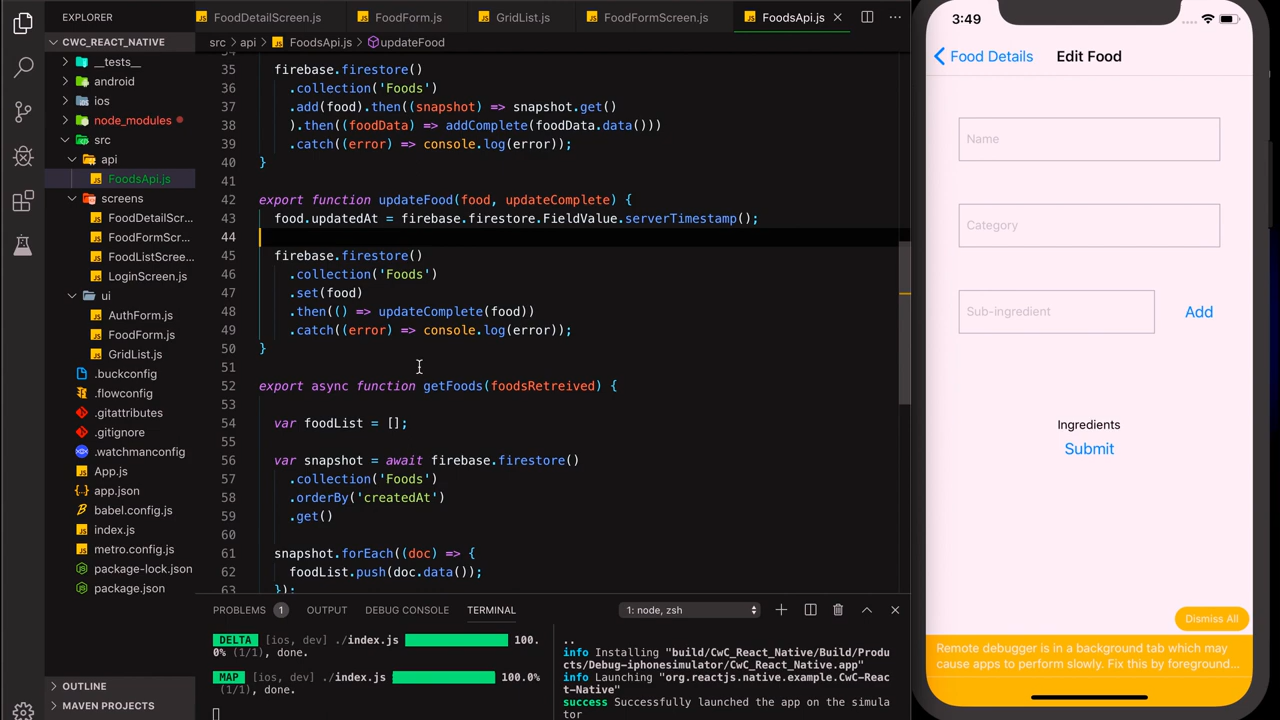 EXPLORER
CWC_REACT_NATIVE
__tests__
android
ios
node_modules
src
api
FoodsApi.js
screens
FoodDetailScr...
FoodFormScr...
FoodListScree...
LoginScreen.js
ui
AuthForm.js
FoodForm.js
GridList.js
.buckconfig
.flowconfig
.gitattributes
.gitignore
.watchmanconfig
App.js
app.json
babel.config.js
index.js
metro.config.js
package-lock.json
package.json
OUTLINE
MAVEN PROJECTS
FoodDetailScreen.js FoodForm.js GridList.js FoodFormScreen.js FoodsApi.js
src > api > FoodsApi.js > updateFood
35 firebase.firestore()
36 .collection('Foods')
37 .add(food).then((snapshot) => snapshot.get()
38 ).then((foodData) => addComplete(foodData.data()))
39 .catch((error) => console.log(error));
40 }
41
42 export function updateFood(food, updateComplete) {
43 food.updatedAt = firebase.firestore.FieldValue.serverTimestamp();
44
45 firebase.firestore()
46 .collection('Foods')
47 .set(food)
48 .then(() => updateComplete(food))
49 .catch((error) => console.log(error));
50 }
51
52 export async function getFoods(foodsRetreived) {
53
54 var foodList = [];
55
56 var snapshot = await firebase.firestore()
57 .collection('Foods')
58 .orderBy('createdAt')
59 .get()
60
61 snapshot.forEach((doc) => {
62 foodList.push(doc.data());
63 });
PROBLEMS 1 OUTPUT DEBUG CONSOLE TERMINAL 1: node, zsh
DELTA [ios, dev] ./index.js 100.
0% (1/1), done.
MAP [ios, dev] ./index.js 100.0%
(1/1), done.
..
info Installing "build/CwC_React_Native/Build/Produ
cts/Debug-iphonesimulator/CwC_React_Native.app"
info Launching "org.reactjs.native.example.CwC-Reac
t-Native"
success Successfully launched the app on the simula
tor
3:49
Food Details Edit Food
Name
Category
Sub-ingredient Add
Ingredients
Submit
Dismiss All
Remote debugger is in a background tab which may
cause apps to perform slowly. Fix this by foreground...